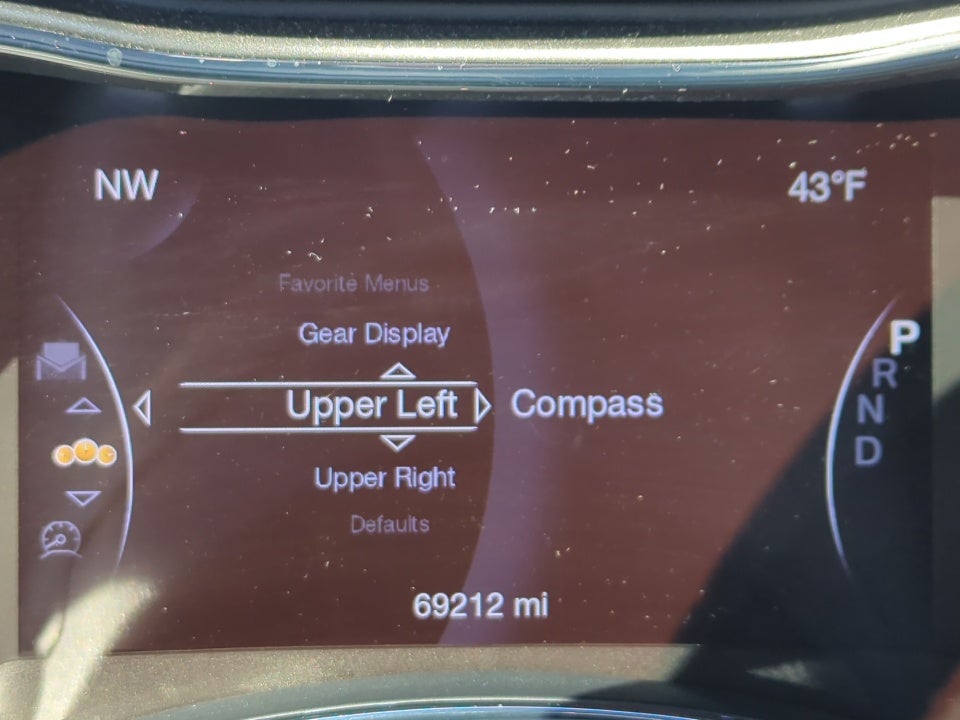 NW
43°F
Favorite Menus
Gear Display
Upper Left
Compass
Upper Right
Defaults
P
R
N
D
69212 mi